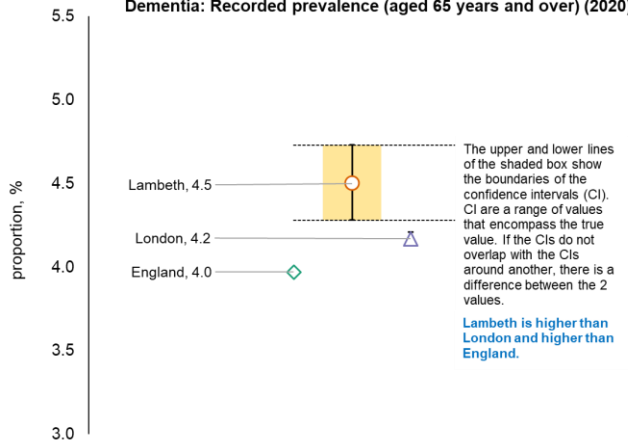 Dementia: Recorded prevalence (aged 65 years and over) (2020)
5.5
5.0
4.5
4.0
3.5
3.0
proportion, %
Lambeth, 4.5
London, 4.2
England, 4.0
The upper and lower lines
of the shaded box show
the boundaries of the
confidence intervals (CI).
CI are a range of values
that encompass the true
value. If the CIs do not
overlap with the CIs
around another, there is a
difference between the 2
values.
Lambeth is higher than
London and higher than
England.